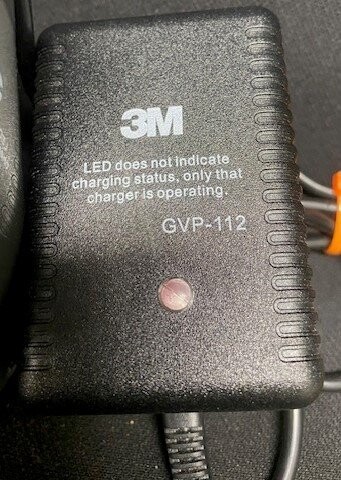 3M
LED does not indicate
charging status, only that
charger is operating.
GVP-112